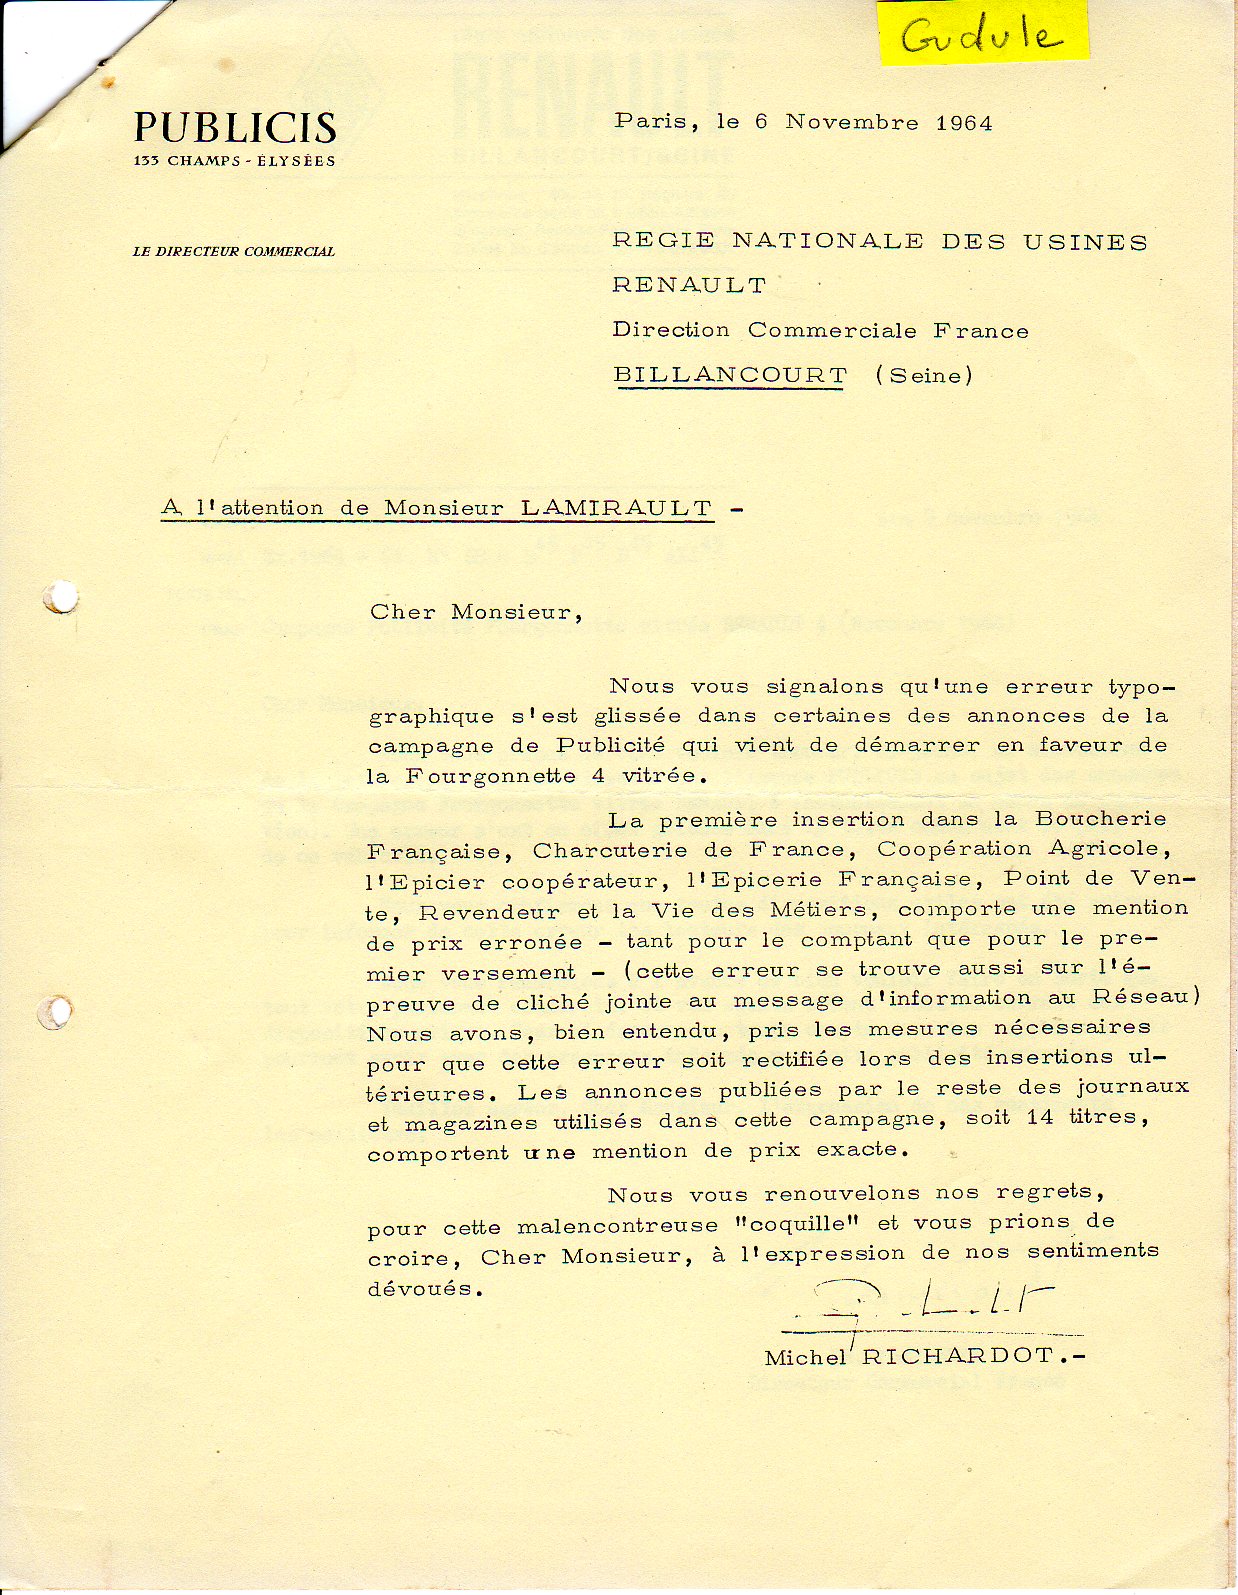 Gudule
PUBLICIS
133 CHAMPS-ÉLYSÉES
Paris, le 6 Novembre 1964
LE DIRECTEUR COMMERCIAL
REGIE NATIONALE DES USINES
RENAULT
Direction Commerciale France
BILLANCOURT (Seine)
A l'attention de Monsieur LAMIRAULT -
Cher Monsieur,
Nous vous signalons qu'une erreur typo-
graphique s'est glissée dans certaines des annonces de la
campagne de Publicité qui vient de démarrer en faveur de
la Fourgonnette 4 vitrée.
La première insertion dans la Boucherie
Française, Charcuterie de France, Coopération Agricole,
l'Epicier coopérateur, l'Epicerie Française, Point de Ven-
te, Revendeur et la Vie des Métiers, comporte une mention
de prix erronée - tant pour le comptant que pour le pre-
mier versement - (cette erreur se trouve aussi sur l'é-
preuve de cliché jointe au message d'information au Réseau)
Nous avons, bien entendu, pris les mesures nécessaires
pour que cette erreur soit rectifiée lors des insertions ul-
térieures. Les annonces publiées par le reste des journaux
et magazines utilisés dans cette campagne, soit 14 titres,
comportent une mention de prix exacte.
Nous vous renouvelons nos regrets,
pour cette malencontreuse "coquille" et vous prions de
croire, Cher Monsieur, à l'expression de nos sentiments
dévoués.
Michel RICHARDOT.-